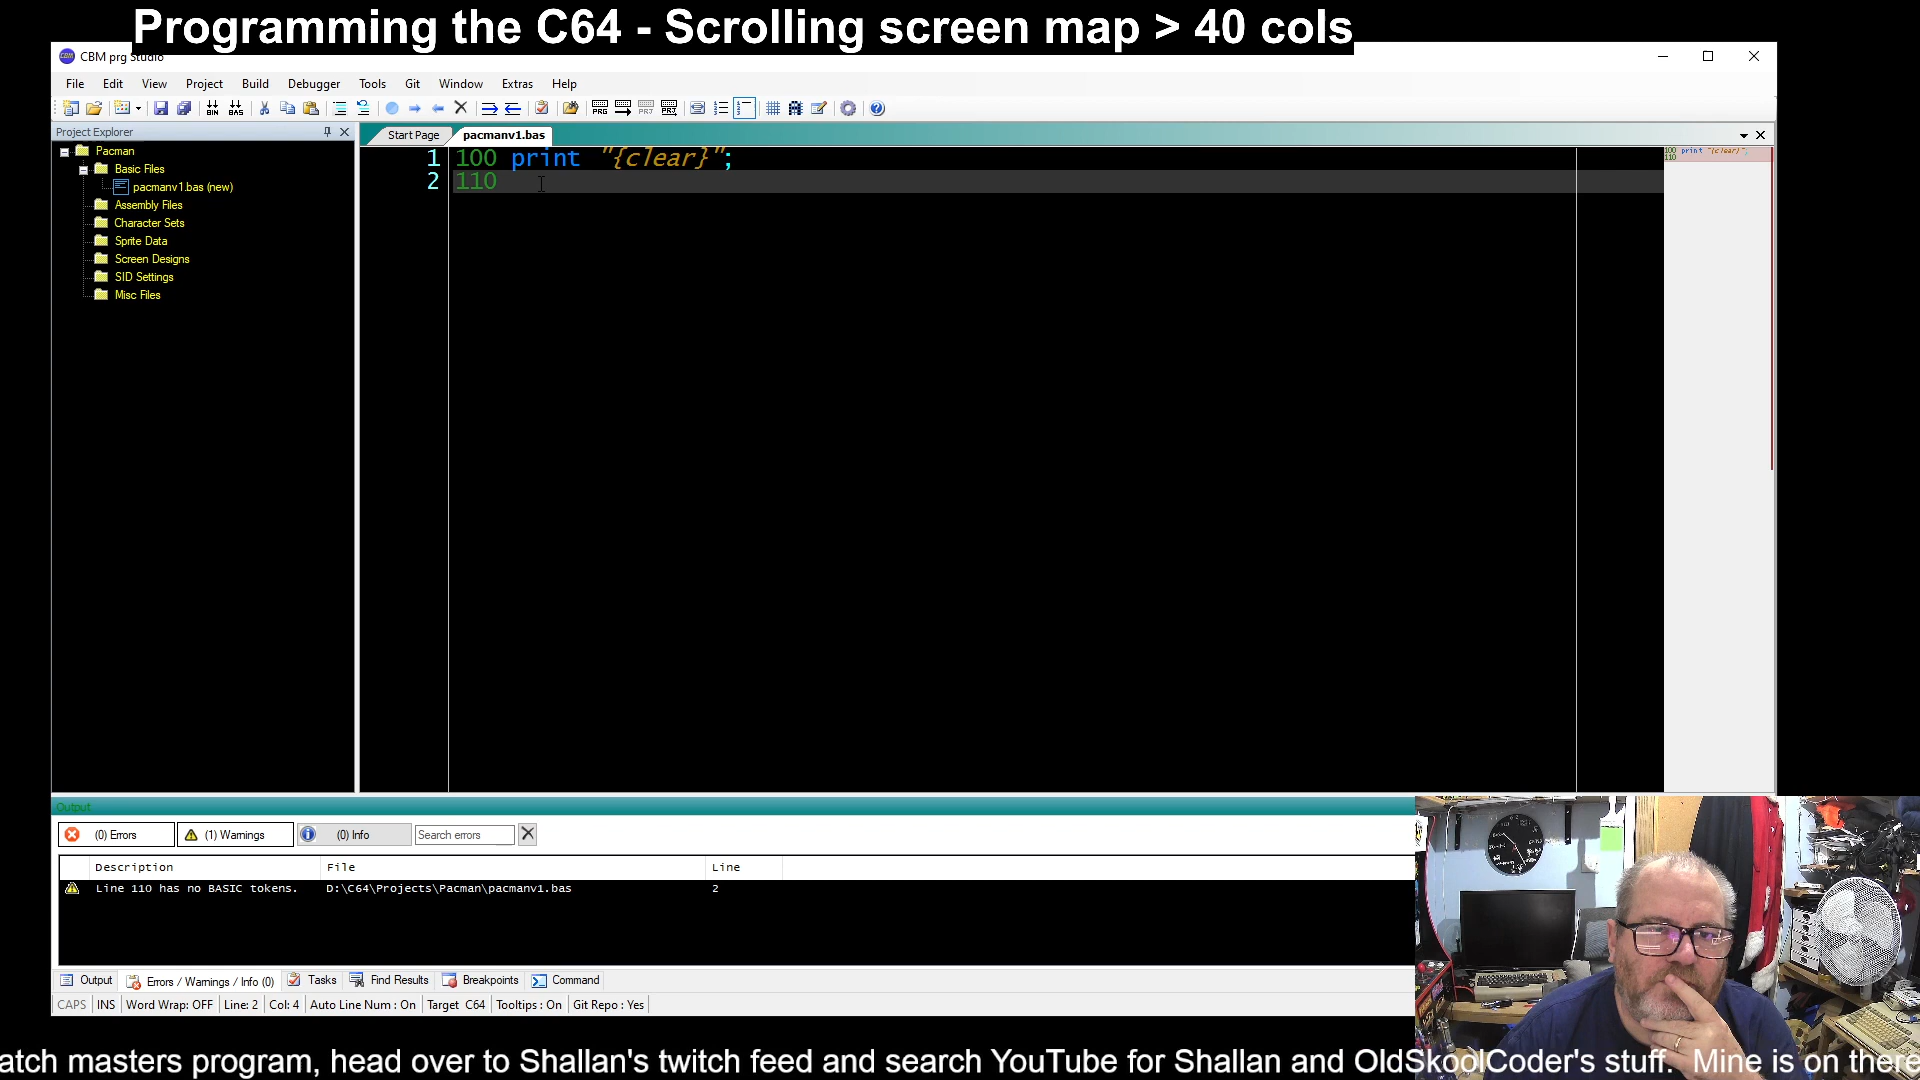 Programming the C64 - Scrolling screen map > 40 cols
CBM prg Studio
File Edit View Project Build Debugger Tools Git Window Extras Help
Project Explorer
Start Page pacmanv1.bas
Pacman
Basic Files
pacmanv1.bas (new)
Assembly Files
Character Sets
Sprite Data
Screen Designs
SID Settings
Misc Files
1 100 print "{clear}";
2 110
100 print "{clear}";
110
Output
(0) Errors (1) Warnings (0) Info Search errors
Description File Line
Line 110 has no BASIC tokens. D:\C64\Projects\Pacman\pacmanv1.bas 2
Output Errors / Warnings / Info (0) Tasks Find Results Breakpoints Command
CAPS INS Word Wrap: OFF Line: 2 Col: 4 Auto Line Num : On Target C64 Tooltips : On Git Repo : Yes
atch masters program, head over to Shallan's twitch feed and search YouTube for Shallan and OldSkoolCoder's stuff. Mine is on there